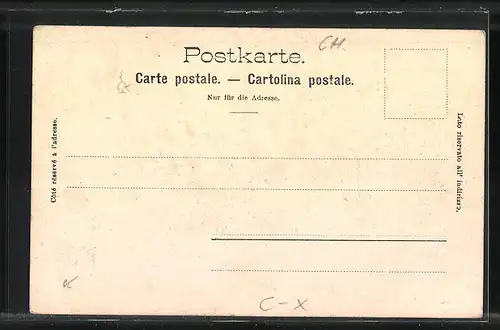 Postkarte.
CH
Carte postale. — Cartolina postale.
Nur für die Adresse.
Côté réservé à l'adresse.
Lato riservato all' indirizzo.
C-X